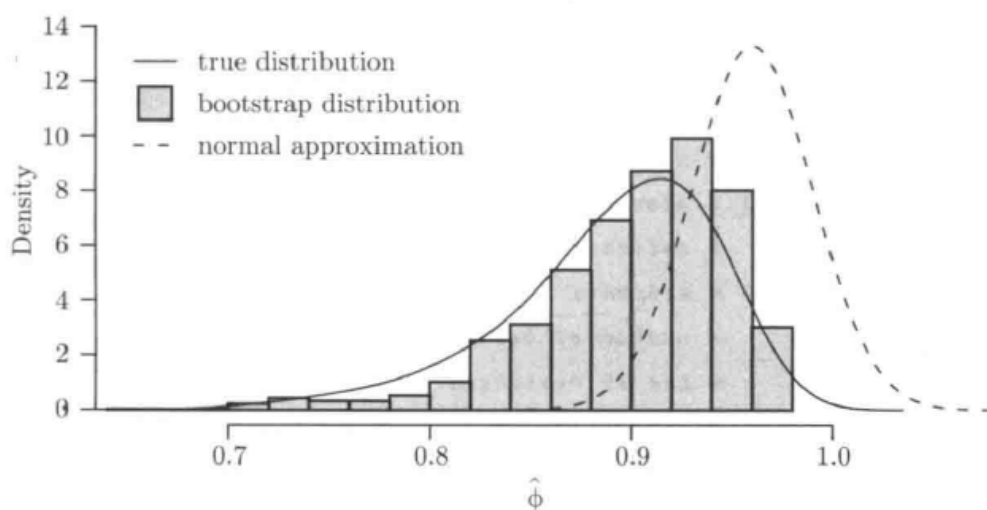 14
12
10
8
6
4
2
0
Density
true distribution
bootstrap distribution
normal approximation
0.7 0.8 0.9 1.0
ϕ̂